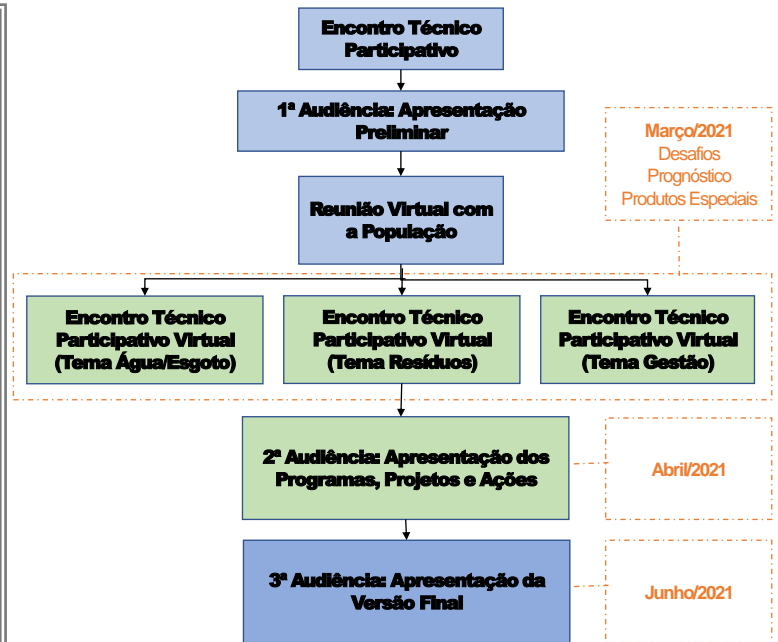 Encontro Técnico
Participativo
1ª Audiência: Apresentação
Preliminar
Março/2021
Desafios
Prognóstico
Produtos Especiais
Reunião Virtual com
a População
Encontro Técnico
Participativo Virtual
(Tema Água/Esgoto)
Encontro Técnico
Participativo Virtual
(Tema Resíduos)
Encontro Técnico
Participativo Virtual
(Tema Gestão)
2ª Audiência: Apresentação dos
Programas, Projetos e Ações
Abril/2021
3ª Audiência: Apresentação da
Versão Final
Junho/2021